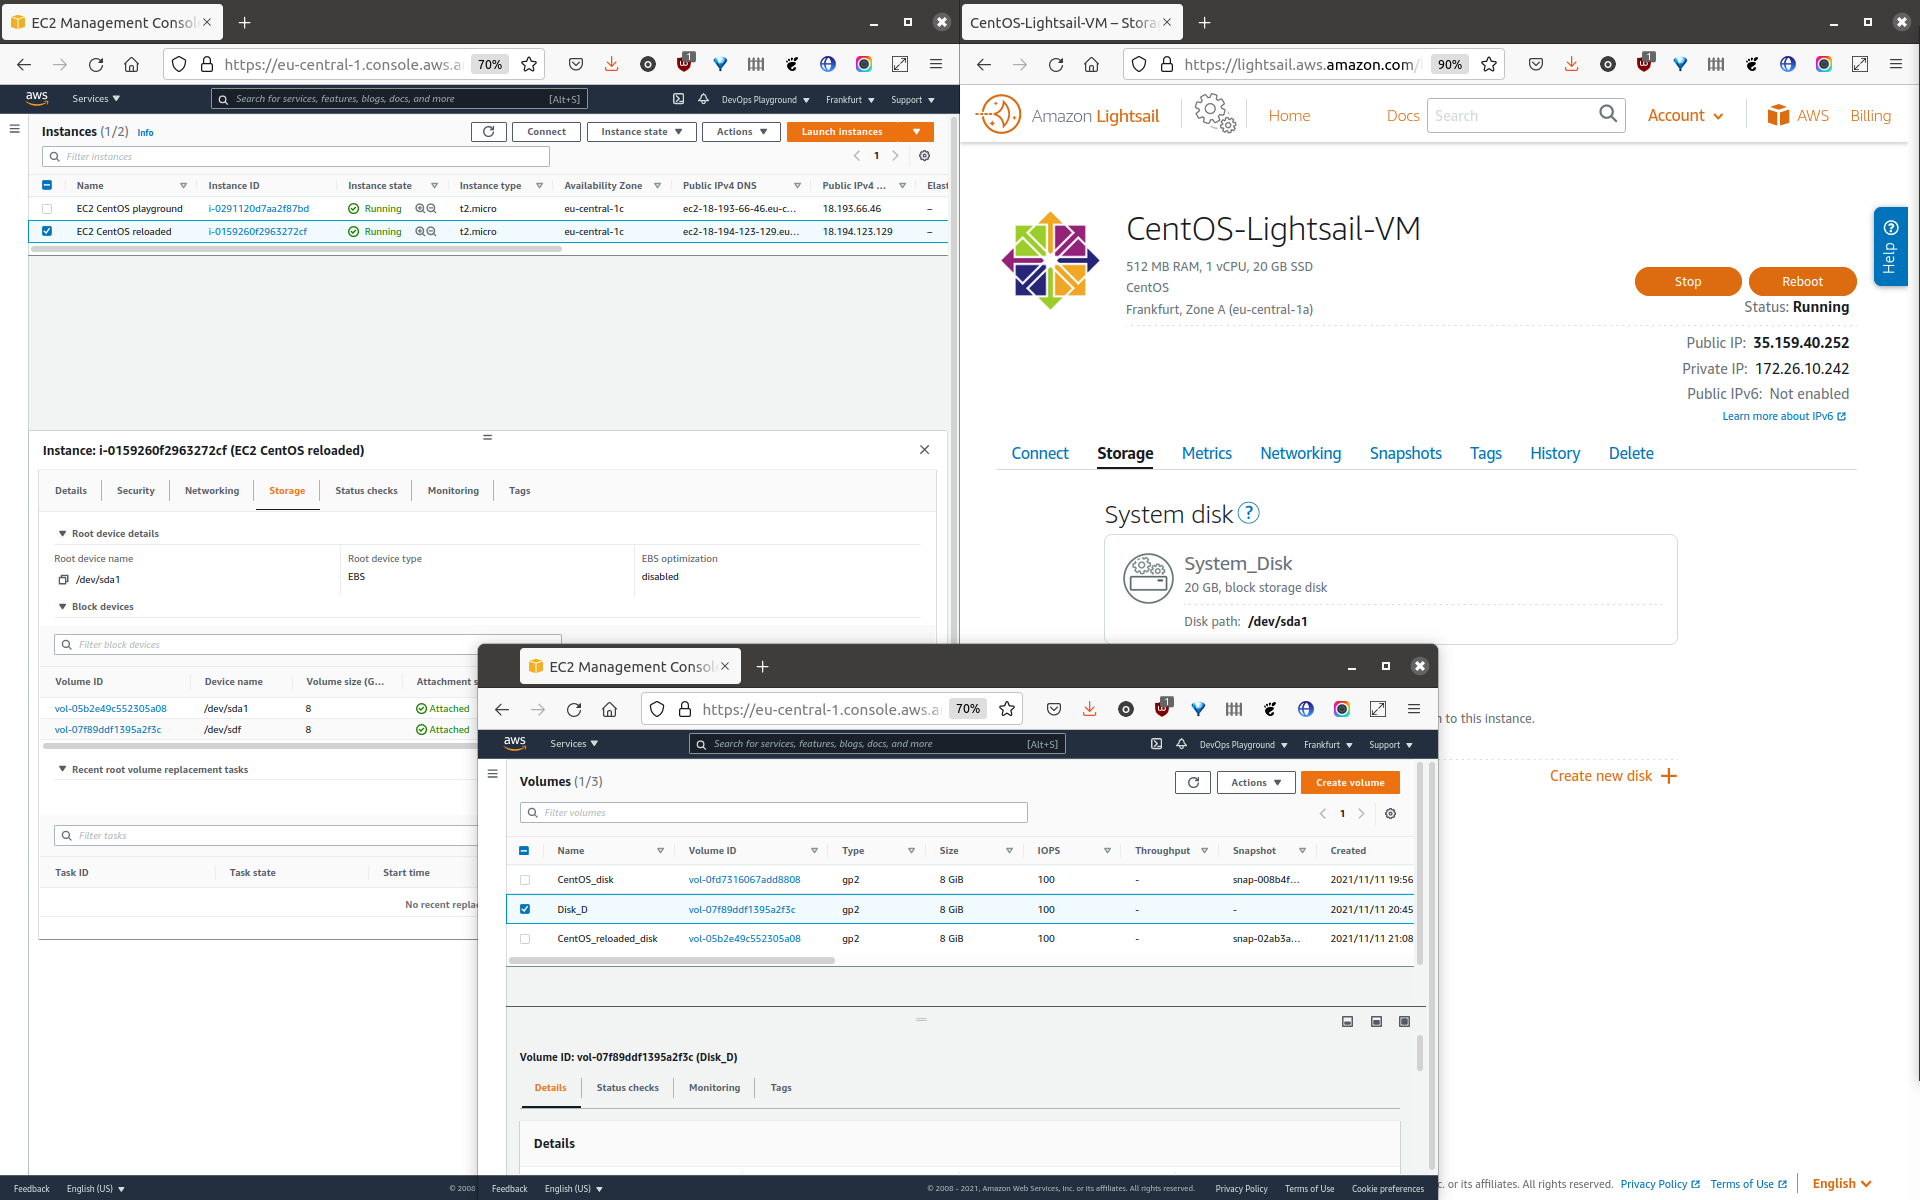 EC2 Management Consol
https://eu-central-1.console.aws.a
70%
1
aws
Services
Search for services, features, blogs, docs, and more
[Alt+S]
DevOps Playground
Frankfurt
Support
Instances (1/2) Info
Connect
Instance state
Actions
Launch instances
Filter instances
1
Name
Instance ID
Instance state
Instance type
Availability Zone
Public IPv4 DNS
Public IPv4 ...
Elast
EC2 CentOS playground i-0291120d7aa2f87bd Running t2.micro eu-central-1c ec2-18-193-66-46.eu-c... 18.193.66.46 –
EC2 CentOS reloaded i-0159260f2963272cf Running t2.micro eu-central-1c ec2-18-194-123-129.eu... 18.194.123.129 –
Instance: i-0159260f2963272cf (EC2 CentOS reloaded)
Details
Security
Networking
Storage
Status checks
Monitoring
Tags
Root device details
Root device name
Root device type
EBS optimization
/dev/sda1
EBS
disabled
Block devices
Filter block devices
Volume ID Device name Volume size (G... Attachment s
vol-05b2e49c552305a08 /dev/sda1 8 Attached
vol-07f89ddf1395a2f3c /dev/sdf 8 Attached
Recent root volume replacement tasks
Filter tasks
Task ID Task state Start time
No recent repla
Feedback English (US) © 2008
CentOS-Lightsail-VM – Stora
https://lightsail.aws.amazon.com/
90%
1
Amazon Lightsail
Home
Docs
Search
Account
AWS
Billing
Help
CentOS-Lightsail-VM
512 MB RAM, 1 vCPU, 20 GB SSD
CentOS
Frankfurt, Zone A (eu-central-1a)
Stop
Reboot
Status: Running
Public IP: 35.159.40.252
Private IP: 172.26.10.242
Public IPv6: Not enabled
Learn more about IPv6
Connect
Storage
Metrics
Networking
Snapshots
Tags
History
Delete
System disk ?
System_Disk
20 GB, block storage disk
Disk path: /dev/sda1
to this instance.
Create new disk
. or its affiliates. All rights reserved. Privacy Policy Terms of Use English
EC2 Management Consol
https://eu-central-1.console.aws.a
70%
1
aws
Services
Search for services, features, blogs, docs, and more
[Alt+S]
DevOps Playground
Frankfurt
Support
Volumes (1/3)
Actions
Create volume
Filter volumes
1
Name Volume ID Type Size IOPS Throughput Snapshot Created
CentOS_disk vol-0fd7316067add8808 gp2 8 GiB 100 - snap-008b4f... 2021/11/11 19:56
Disk_D vol-07f89ddf1395a2f3c gp2 8 GiB 100 - - 2021/11/11 20:45
CentOS_reloaded_disk vol-05b2e49c552305a08 gp2 8 GiB 100 - snap-02ab3a... 2021/11/11 21:08
Volume ID: vol-07f89ddf1395a2f3c (Disk_D)
Details
Status checks
Monitoring
Tags
Details
Feedback English (US) © 2008 - 2021, Amazon Web Services, Inc. or its affiliates. All rights reserved. Privacy Policy Terms of Use Cookie preferences